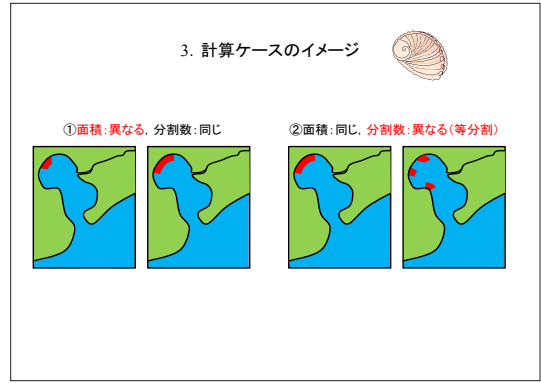 3. 計算ケースのイメージ
①面積：異なる，分割数：同じ
②面積：同じ，分割数：異なる（等分割）